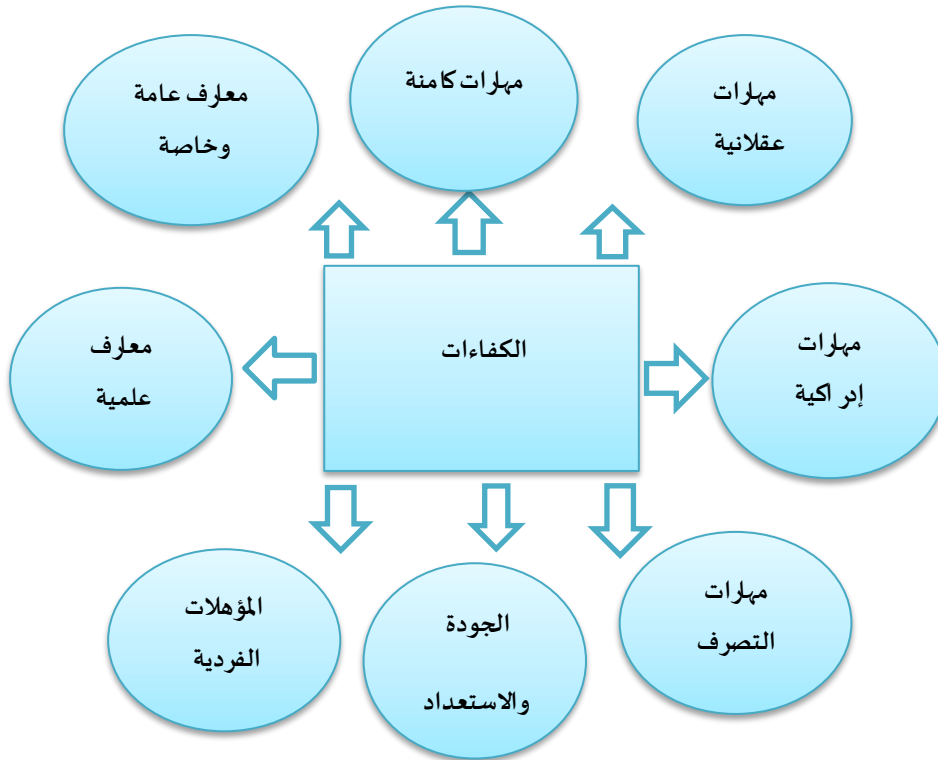 مهارات
عقلانية
مهارات كامنة
معارف عامة
وخاصة
الكفاءات
مهارات
إدراكية
معارف
علمية
مهارات
التصرف
الجودة
والاستعداد
المؤهلات
الفردية